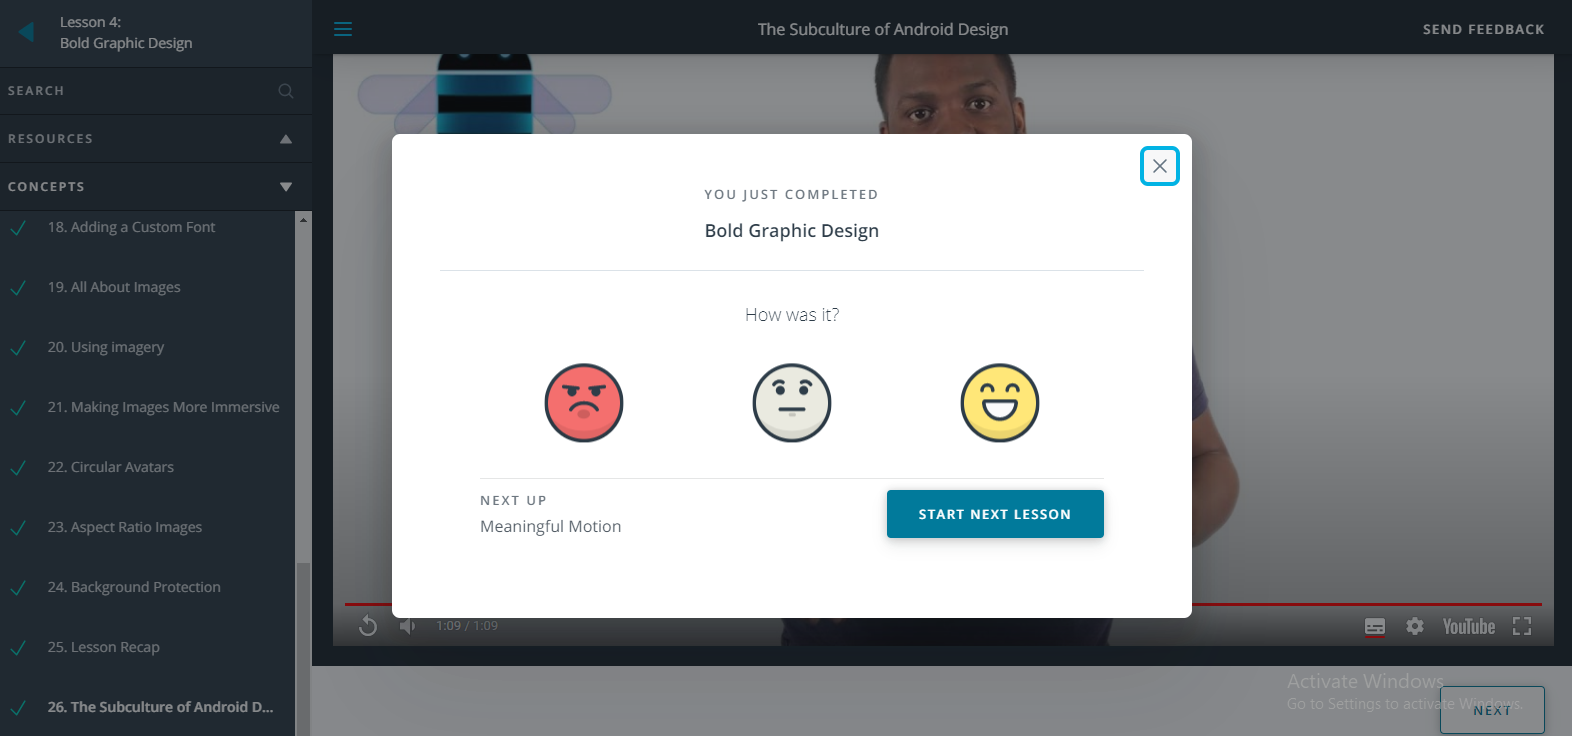 Lesson 4:
Bold Graphic Design
SEARCH
RESOURCES
CONCEPTS
18. Adding a Custom Font
19. All About Images
20. Using imagery
21. Making Images More Immersive
22. Circular Avatars
23. Aspect Ratio Images
24. Background Protection
25. Lesson Recap
26. The Subculture of Android D...
The Subculture of Android Design
SEND FEEDBACK
YOU JUST COMPLETED
Bold Graphic Design
How was it?
NEXT UP
Meaningful Motion
START NEXT LESSON
1:09 / 1:09
YouTube
Activate Windows
Go to Settings to activate Windows.
NEXT